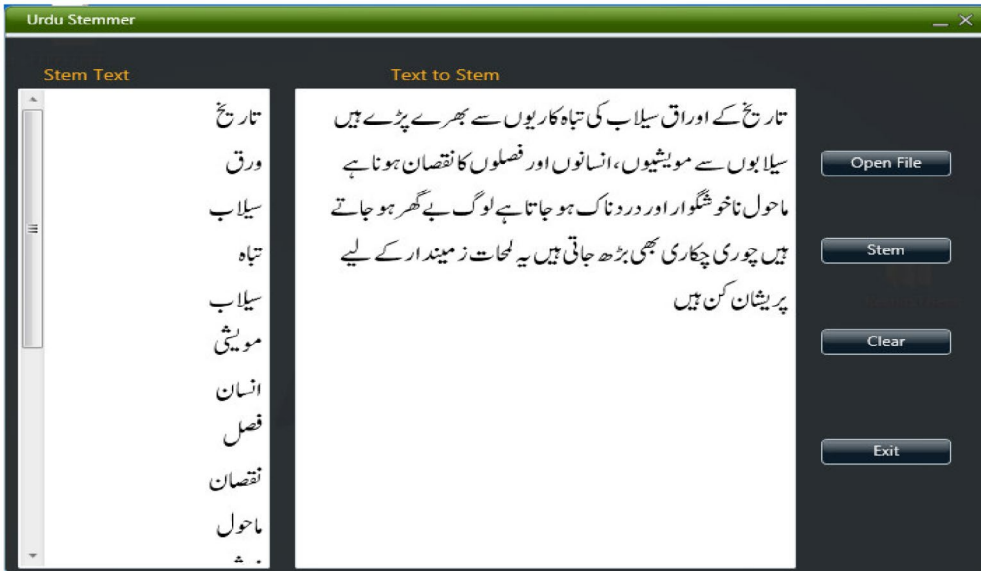 Urdu Stemmer
Stem Text
Text to Stem
تاریخ
ورق
سیلاب
تباہ
سیلاب
مویشی
انسان
فصل
نقصان
ماحول
تاریخ کے اوراق سیلاب کی تباہ کاریوں سے بھرے پڑے ہیں
سیلابوں سے مویشیوں، انسانوں اور فصلوں کا نقصان ہوتا ہے
ماحول ناخوشگوار اور دردناک ہو جاتا ہے لوگ بے گھر ہو جاتے
ہیں چوری چکاری بھی بڑھ جاتی ہیں یہ لمحات زمیندار کے لیے
پریشان کن ہیں
Open File
Stem
Clear
Exit